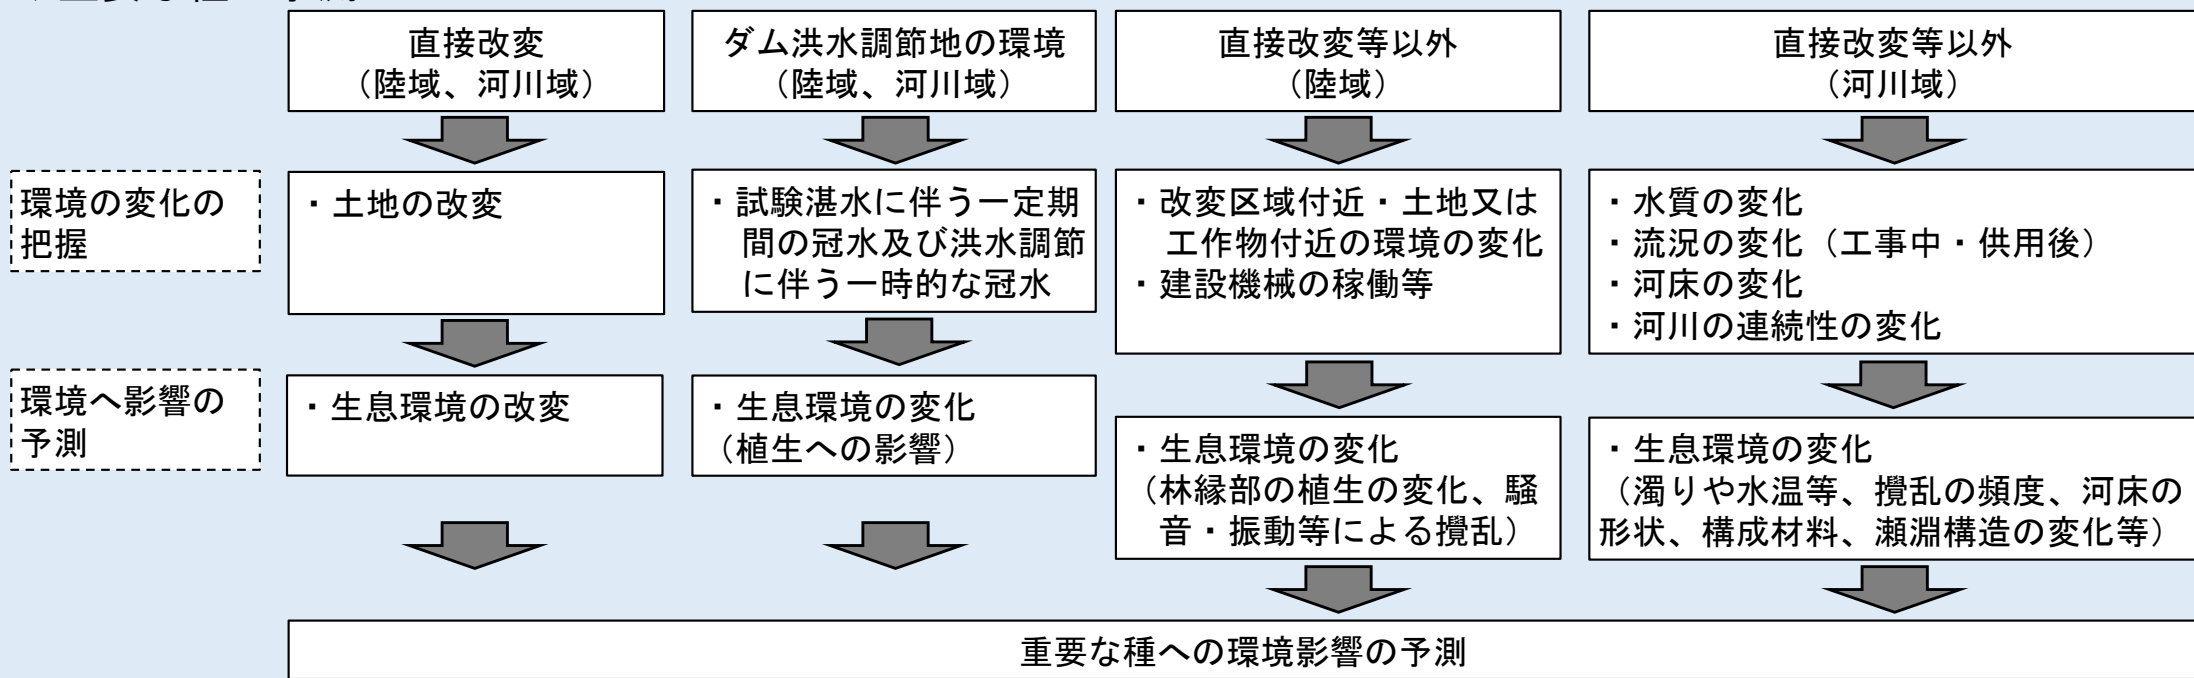 直接改変
（陸域、河川域）
ダム洪水調節地の環境
（陸域、河川域）
直接改変等以外
（陸域）
直接改変等以外
（河川域）
環境の変化の
把握
・土地の改変
・試験湛水に伴う一定期
間の冠水及び洪水調節
に伴う一時的な冠水
・改変区域付近・土地又は
工作物付近の環境の変化
・建設機械の稼働等
・水質の変化
・流況の変化（工事中・供用後）
・河床の変化
・河川の連続性の変化
環境へ影響の
予測
・生息環境の改変
・生息環境の変化
（植生への影響）
・生息環境の変化
（林縁部の植生の変化、騒
音・振動等による攪乱）
・生息環境の変化
（濁りや水温等、攪乱の頻度、河床の
形状、構成材料、瀬淵構造の変化等）
重要な種への環境影響の予測